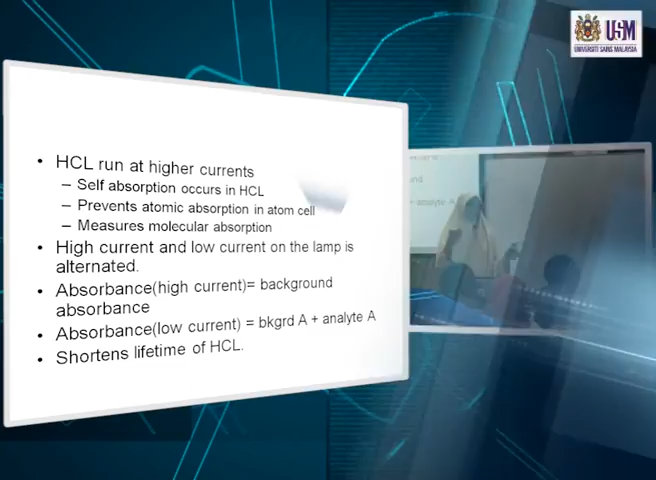 USM
UNIVERSITI SAINS MALAYSIA
• HCL run at higher currents
– Self absorption occurs in HCL
– Prevents atomic absorption in atom cell
– Measures molecular absorption
• High current and low current on the lamp is
alternated.
• Absorbance(high current)= background
absorbance
• Absorbance(low current) = bkgrd A + analyte A
• Shortens lifetime of HCL.
+ analyte A